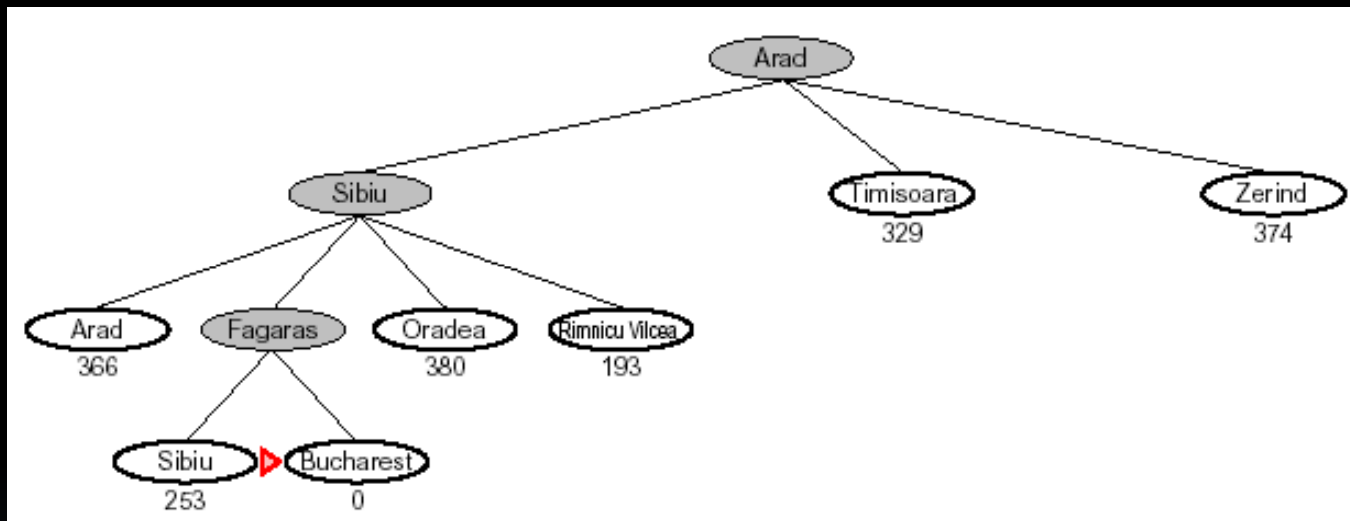 Arad
Sibiu
Timisoara
Zerind
329
374
Arad
Fagaras
Oradea
Rimnicu Vilcea
366
380
193
Sibiu
Bucharest
253
0